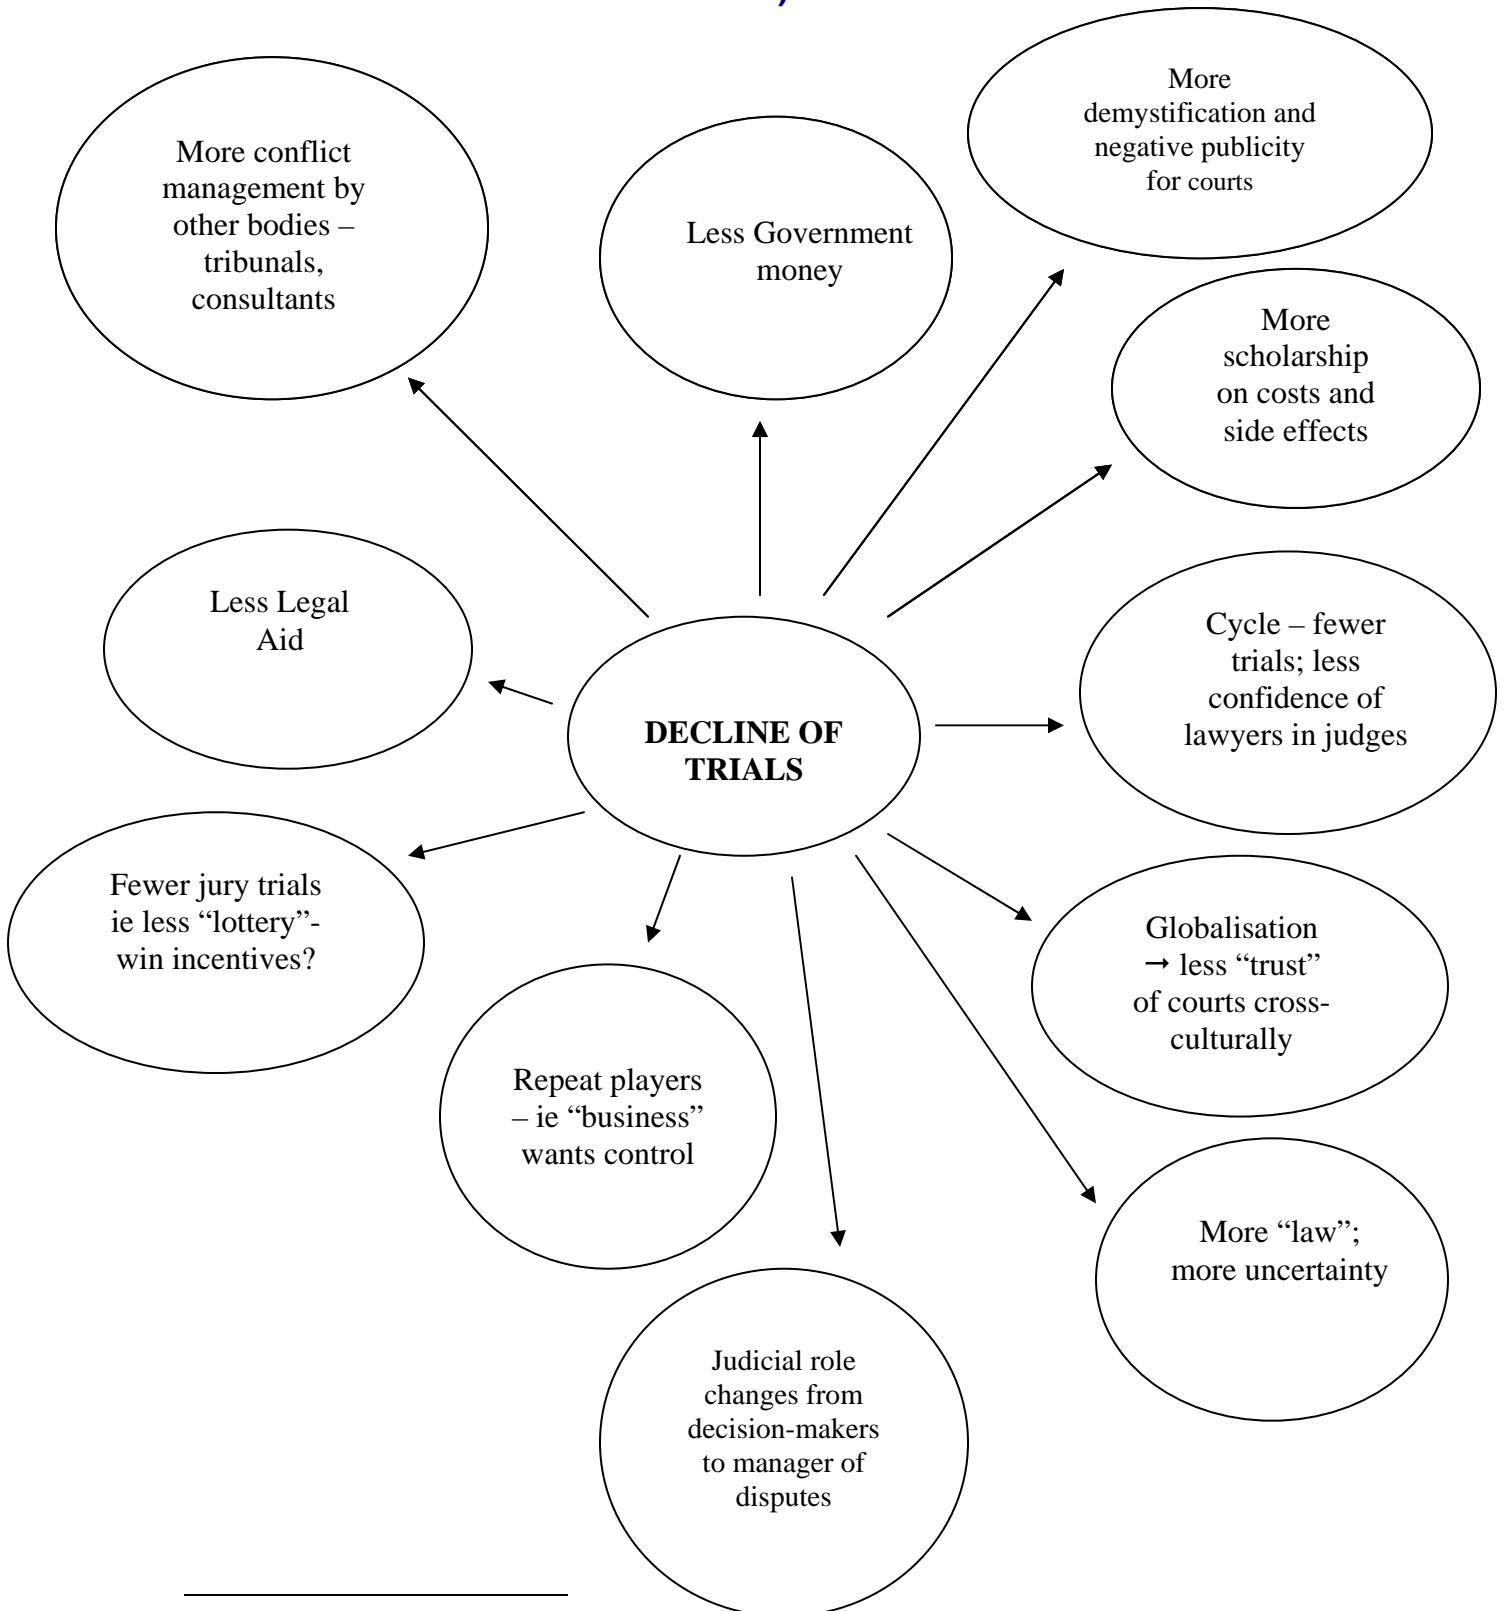 More conflict
management by
other bodies –
tribunals,
consultants
Less Government
money
More
demystification and
negative publicity
for courts
More
scholarship
on costs and
side effects
Less Legal
Aid
DECLINE OF
TRIALS
Cycle – fewer
trials; less
confidence of
lawyers in judges
Fewer jury trials
ie less “lottery”-
win incentives?
Globalisation
→ less “trust”
of courts cross-
culturally
Repeat players
– ie “business”
wants control
More “law”;
more uncertainty
Judicial role
changes from
decision-makers
to manager of
disputes